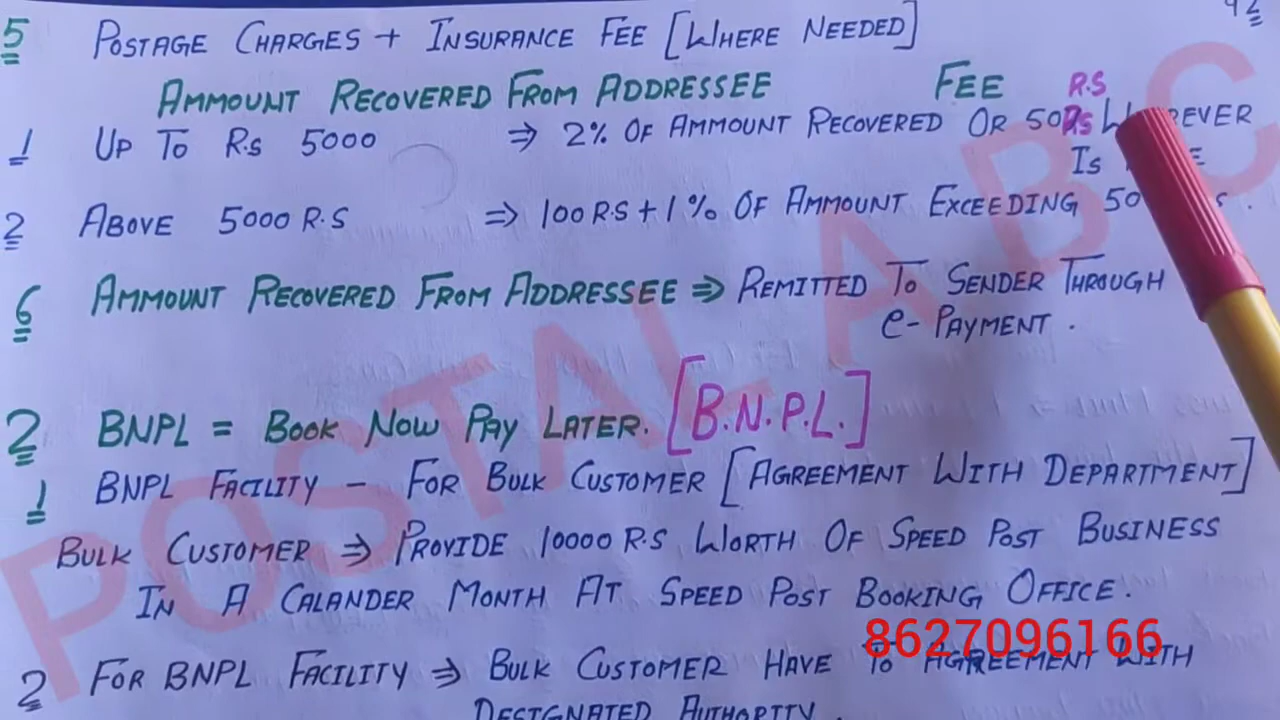 92
5 POSTAGE CHARGES + INSURANCE FEE [WHERE NEEDED]
AMMOUNT RECOVERED FROM ADDRESSEE FEE R.S
1 UP TO R.S 5000 ⇒ 2% OF AMMOUNT RECOVERED OR 50 Rs
IS
2 ABOVE 5000 R.S ⇒ 100 R.S + 1% OF AMMOUNT EXCEEDING
6 AMMOUNT RECOVERED FROM ADDRESSEE ⇒ REMITTED TO SENDER THROUGH
e-PAYMENT.
2 BNPL = BOOK NOW PAY LATER. [B.N.P.L.]
1 BNPL FACILITY - FOR BULK CUSTOMER [AGREEMENT WITH DEPARTMENT]
BULK CUSTOMER ⇒ PROVIDE 10000 R.S WORTH OF SPEED POST BUSINESS
IN A CALANDER MONTH AT SPEED POST BOOKING OFFICE.
8627096166
2 FOR BNPL FACILITY ⇒ BULK CUSTOMER HAVE TO AGREEMENT WITH
DESIGNATED AUTHORITY.
POSTAL ABC